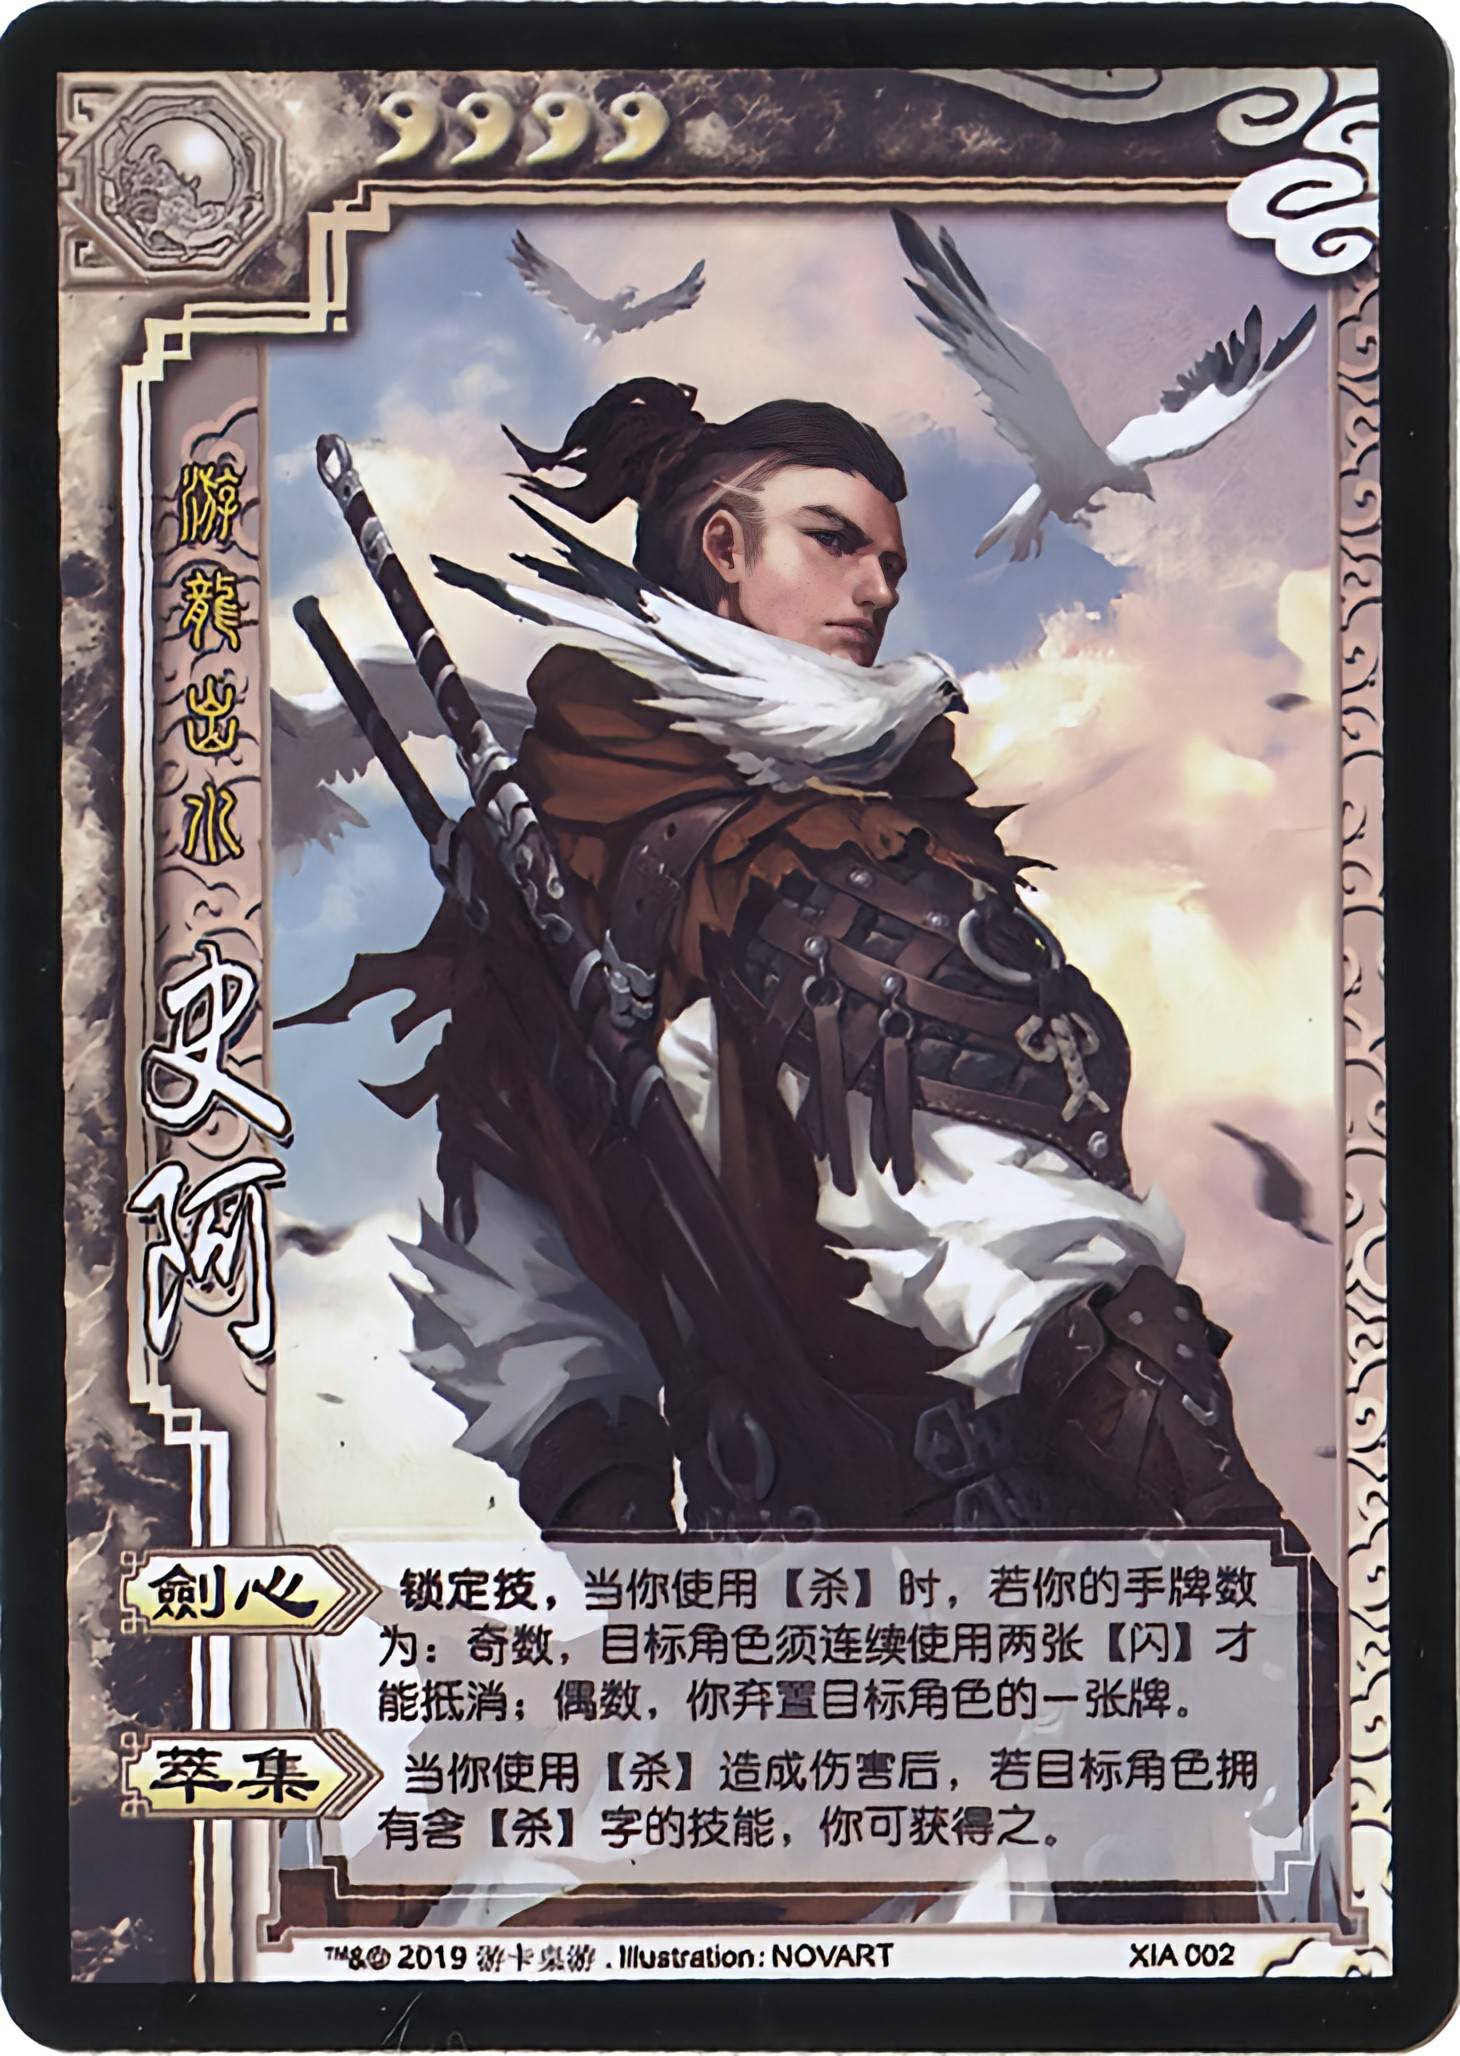 游龍出水
史阿
劍心
锁定技，当你使用【杀】时，若你的手牌数
为：奇数，目标角色须连续使用两张【闪】才
能抵消；偶数，你弃置目标角色的一张牌。
萃集
当你使用【杀】造成伤害后，若目标角色拥
有含【杀】字的技能，你可获得之。
™&© 2019 游卡桌游 . Illustration: NOVART
XIA 002